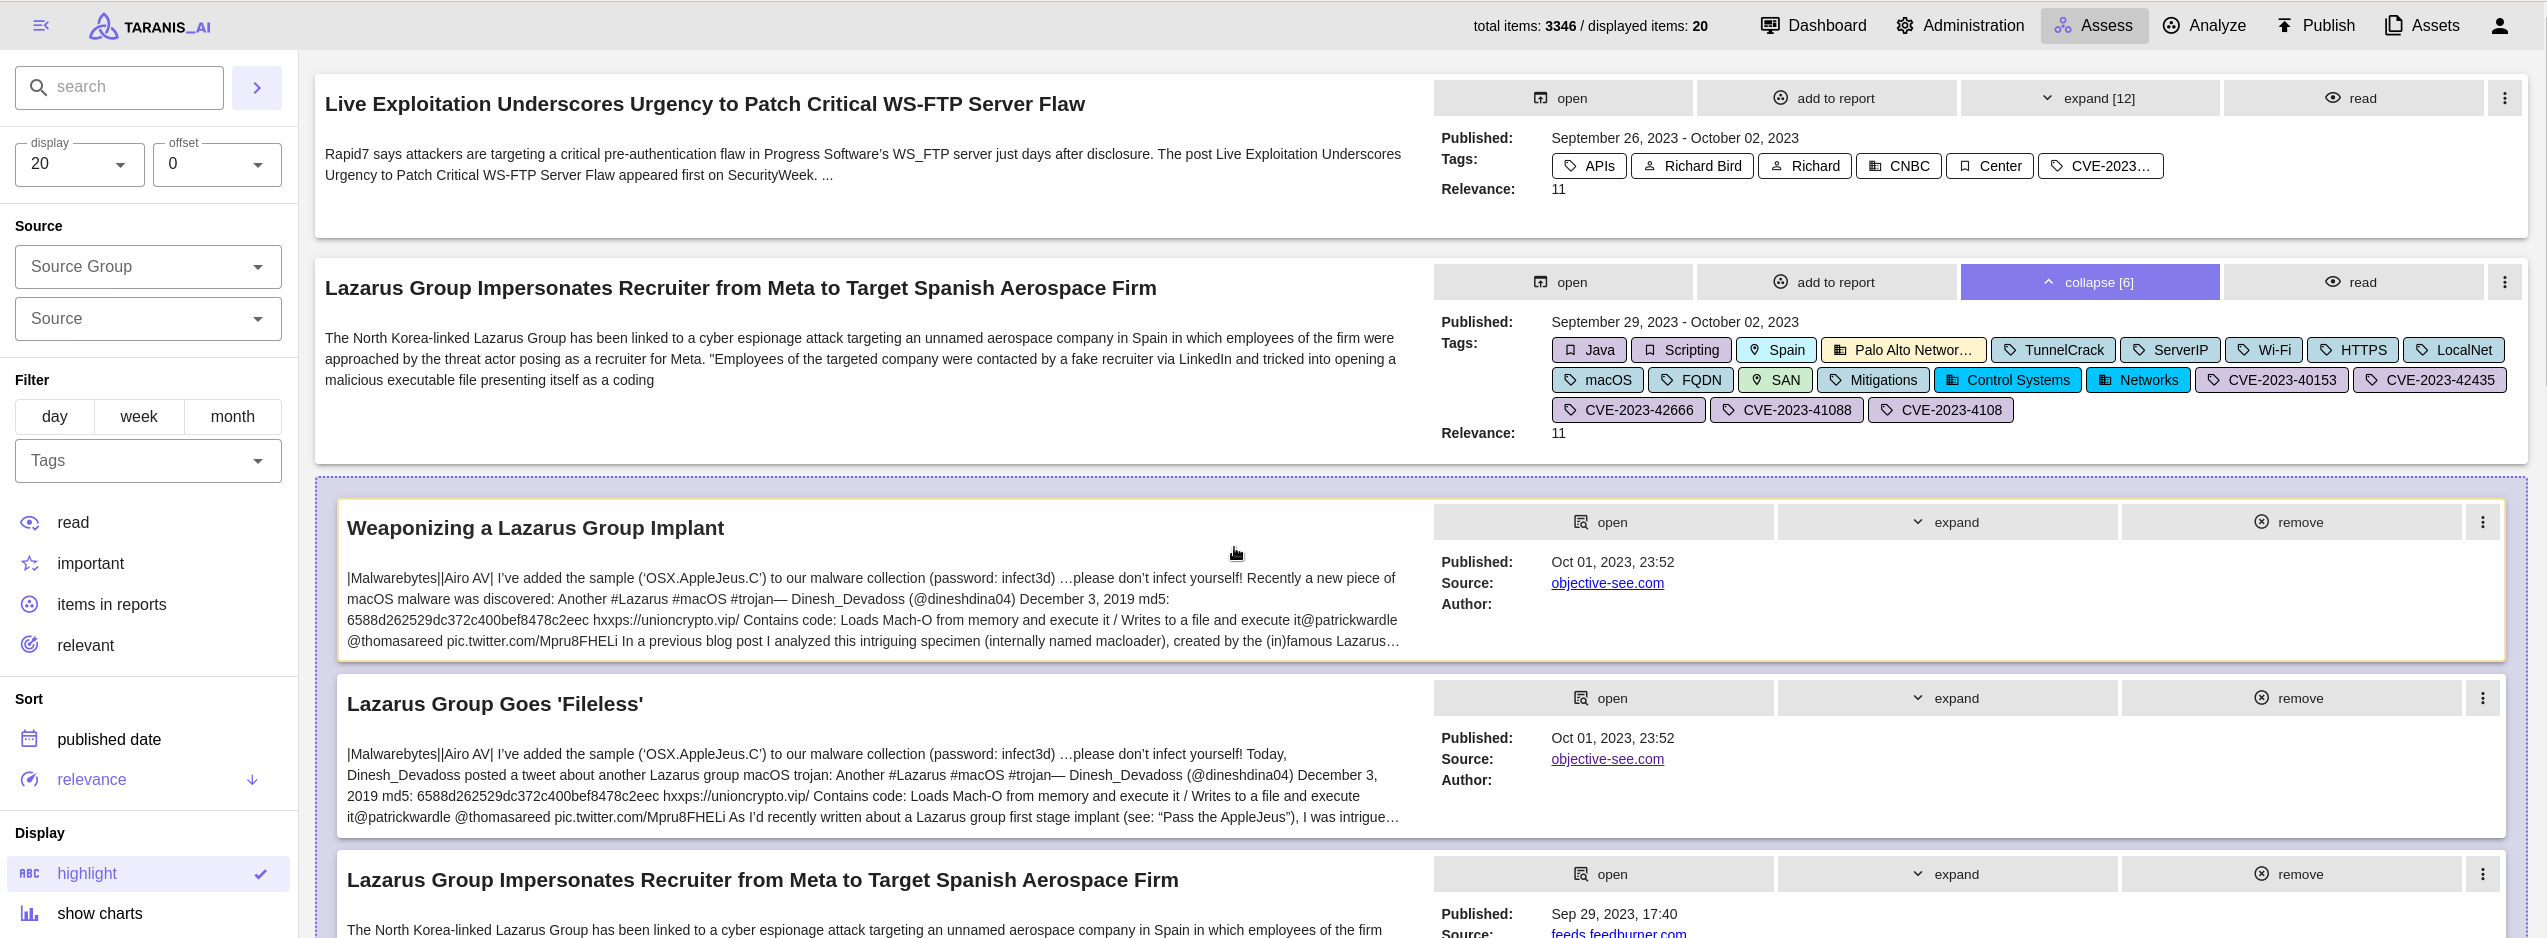 TARANIS_AI
total items: 3346 / displayed items: 20
Dashboard
Administration
Assess
Analyze
Publish
Assets
search
display
20
offset
0
Source
Source Group
Source
Filter
day
week
month
Tags
read
important
items in reports
relevant
Sort
published date
relevance
Display
ABC highlight
show charts
Live Exploitation Underscores Urgency to Patch Critical WS-FTP Server Flaw
Rapid7 says attackers are targeting a critical pre-authentication flaw in Progress Software’s WS_FTP server just days after disclosure. The post Live Exploitation Underscores
Urgency to Patch Critical WS-FTP Server Flaw appeared first on SecurityWeek. ...
open
add to report
expand [12]
read
Published: September 26, 2023 - October 02, 2023
Tags: APIs Richard Bird Richard CNBC Center CVE-2023…
Relevance: 11
Lazarus Group Impersonates Recruiter from Meta to Target Spanish Aerospace Firm
The North Korea-linked Lazarus Group has been linked to a cyber espionage attack targeting an unnamed aerospace company in Spain in which employees of the firm were
approached by the threat actor posing as a recruiter for Meta. "Employees of the targeted company were contacted by a fake recruiter via LinkedIn and tricked into opening a
malicious executable file presenting itself as a coding
open
add to report
collapse [6]
read
Published: September 29, 2023 - October 02, 2023
Tags: Java Scripting Spain Palo Alto Networ… TunnelCrack ServerIP Wi-Fi HTTPS LocalNet
macOS FQDN SAN Mitigations Control Systems Networks CVE-2023-40153 CVE-2023-42435
CVE-2023-42666 CVE-2023-41088 CVE-2023-4108
Relevance: 11
Weaponizing a Lazarus Group Implant
|Malwarebytes||Airo AV| I’ve added the sample (‘OSX.AppleJeus.C’) to our malware collection (password: infect3d) …please don’t infect yourself! Recently a new piece of
macOS malware was discovered: Another #Lazarus #macOS #trojan— Dinesh_Devadoss (@dineshdina04) December 3, 2019 md5:
6588d262529dc372c400bef8478c2eec hxxps://unioncrypto.vip/ Contains code: Loads Mach-O from memory and execute it / Writes to a file and execute it@patrickwardle
@thomasareed pic.twitter.com/Mpru8FHELi In a previous blog post I analyzed this intriguing specimen (internally named macloader), created by the (in)famous Lazarus…
open
expand
remove
Published: Oct 01, 2023, 23:52
Source: objective-see.com
Author:
Lazarus Group Goes 'Fileless'
|Malwarebytes||Airo AV| I’ve added the sample (‘OSX.AppleJeus.C’) to our malware collection (password: infect3d) …please don’t infect yourself! Today,
Dinesh_Devadoss posted a tweet about another Lazarus group macOS trojan: Another #Lazarus #macOS #trojan— Dinesh_Devadoss (@dineshdina04) December 3,
2019 md5: 6588d262529dc372c400bef8478c2eec hxxps://unioncrypto.vip/ Contains code: Loads Mach-O from memory and execute it / Writes to a file and execute
it@patrickwardle @thomasareed pic.twitter.com/Mpru8FHELi As I’d recently written about a Lazarus group first stage implant (see: “Pass the AppleJeus”), I was intrigue…
open
expand
remove
Published: Oct 01, 2023, 23:52
Source: objective-see.com
Author:
Lazarus Group Impersonates Recruiter from Meta to Target Spanish Aerospace Firm
The North Korea-linked Lazarus Group has been linked to a cyber espionage attack targeting an unnamed aerospace company in Spain in which employees of the firm
open
expand
remove
Published: Sep 29, 2023, 17:40
Source: feeds.feedburner.com